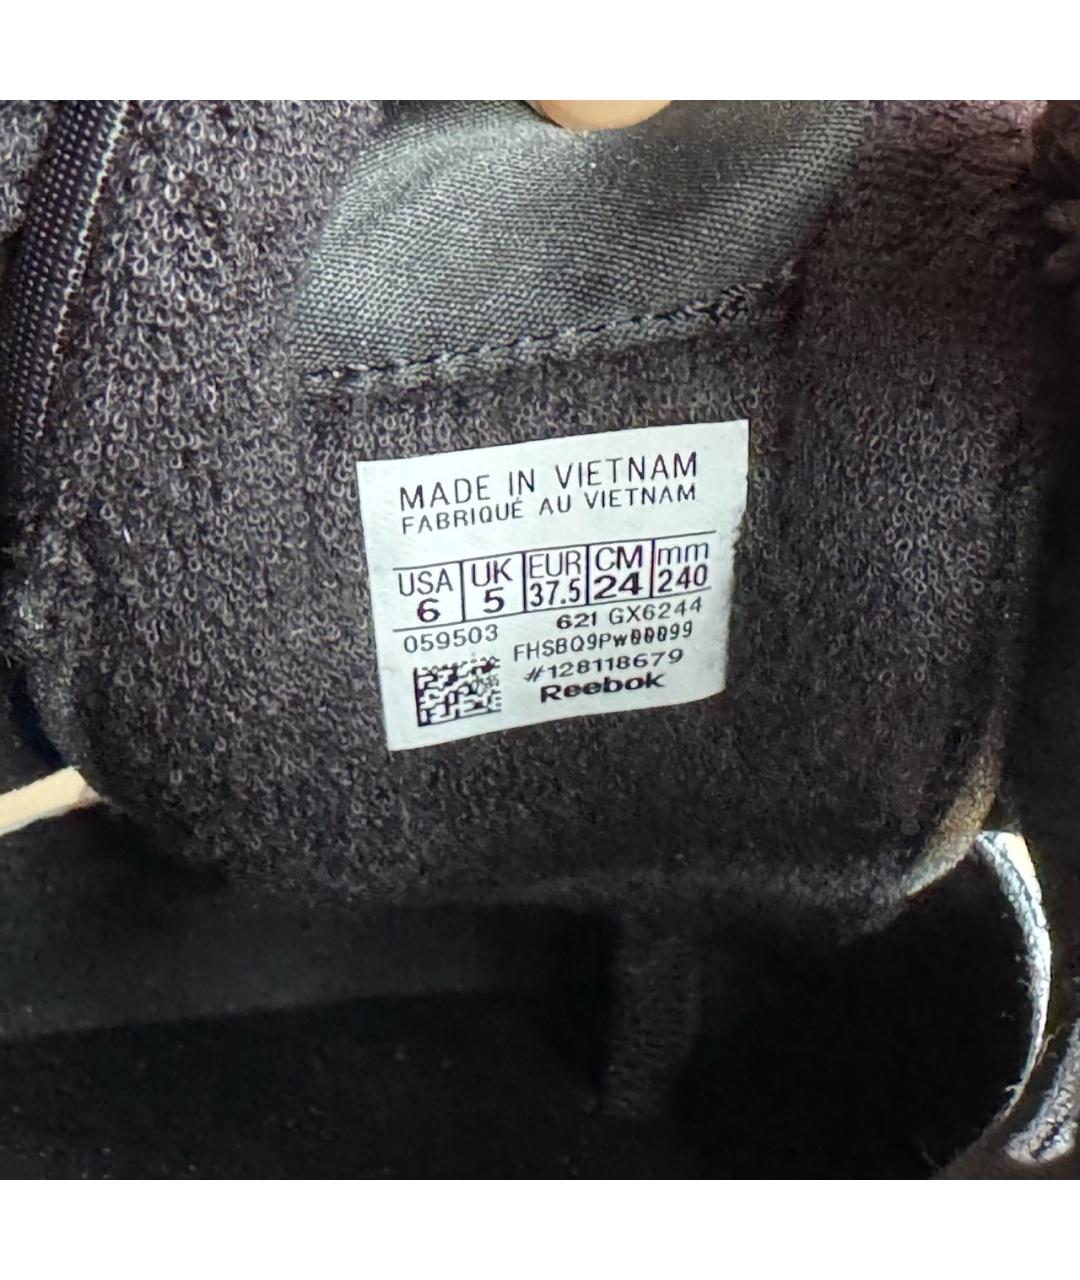 MADE IN VIETNAM
FABRIQUÉ AU VIETNAM
USA UK EUR CM mm
6 5 37.5 24 240
059503 621 GX6244
FHSBQ9PW00099
#128118679
Reebok